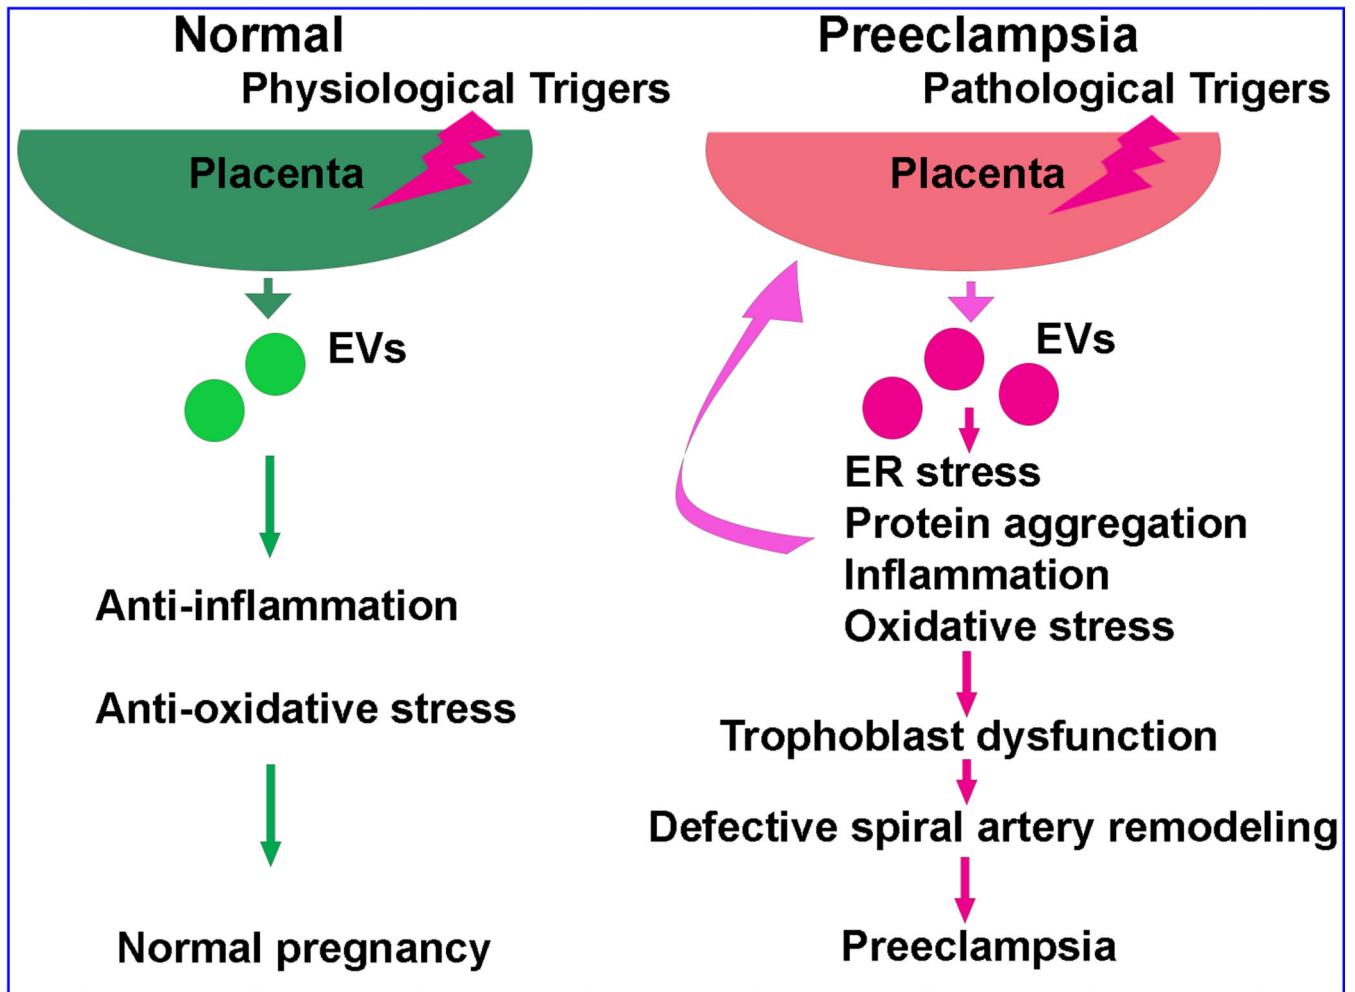 Normal
Physiological Trigers
Placenta
EVs
Anti-inflammation
Anti-oxidative stress
Normal pregnancy
Preeclampsia
Pathological Trigers
Placenta
EVs
ER stress
Protein aggregation
Inflammation
Oxidative stress
Trophoblast dysfunction
Defective spiral artery remodeling
Preeclampsia